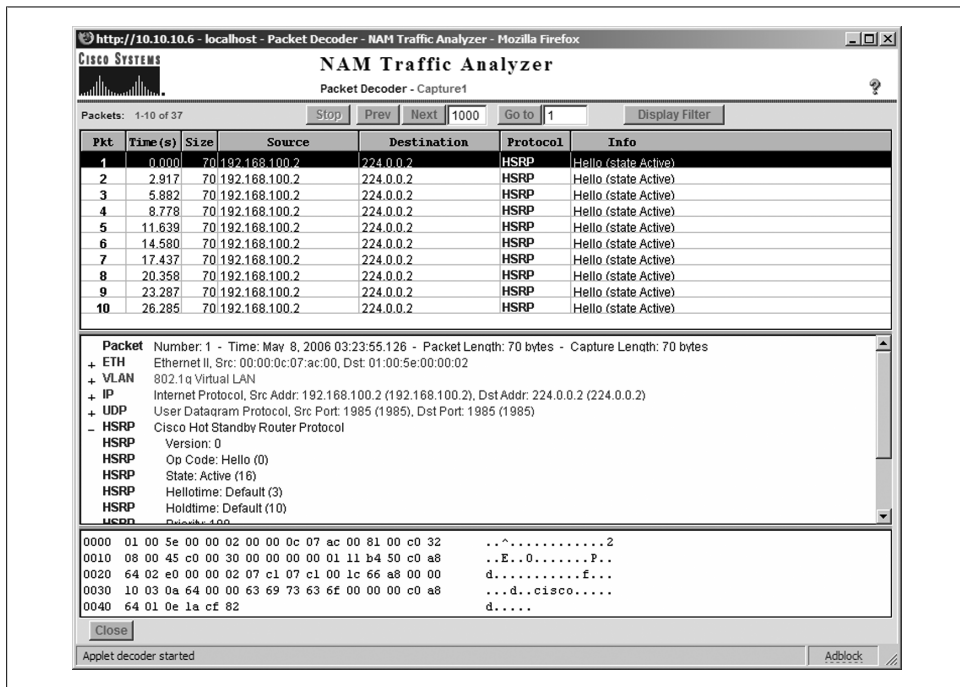 http://10.10.10.6 - localhost - Packet Decoder - NAM Traffic Analyzer - Mozilla Firefox
CISCO SYSTEMS
NAM Traffic Analyzer
Packet Decoder - Capture1
?
Packets: 1-10 of 37 Stop Prev Next 1000 Go to 1 Display Filter
Pkt Time(s) Size Source Destination Protocol Info
1 0.000 70 192.168.100.2 224.0.0.2 HSRP Hello (state Active)
2 2.917 70 192.168.100.2 224.0.0.2 HSRP Hello (state Active)
3 5.882 70 192.168.100.2 224.0.0.2 HSRP Hello (state Active)
4 8.778 70 192.168.100.2 224.0.0.2 HSRP Hello (state Active)
5 11.639 70 192.168.100.2 224.0.0.2 HSRP Hello (state Active)
6 14.580 70 192.168.100.2 224.0.0.2 HSRP Hello (state Active)
7 17.437 70 192.168.100.2 224.0.0.2 HSRP Hello (state Active)
8 20.358 70 192.168.100.2 224.0.0.2 HSRP Hello (state Active)
9 23.287 70 192.168.100.2 224.0.0.2 HSRP Hello (state Active)
10 26.285 70 192.168.100.2 224.0.0.2 HSRP Hello (state Active)
Packet Number: 1 - Time: May 8, 2006 03:23:55.126 - Packet Length: 70 bytes - Capture Length: 70 bytes
+ ETH Ethernet II, Src: 00:00:0c:07:ac:00, Dst: 01:00:5e:00:00:02
+ VLAN 802.1q Virtual LAN
+ IP Internet Protocol, Src Addr: 192.168.100.2 (192.168.100.2), Dst Addr: 224.0.0.2 (224.0.0.2)
+ UDP User Datagram Protocol, Src Port: 1985 (1985), Dst Port: 1985 (1985)
- HSRP Cisco Hot Standby Router Protocol
HSRP Version: 0
HSRP Op Code: Hello (0)
HSRP State: Active (16)
HSRP Hellotime: Default (3)
HSRP Holdtime: Default (10)
HSRP Priority: 100
0000 01 00 5e 00 00 02 00 00 0c 07 ac 00 81 00 c0 32 ..^............2
0010 08 00 45 c0 00 30 00 00 00 00 01 11 b4 50 c0 a8 ..E..0.......P..
0020 64 02 e0 00 00 02 07 c1 07 c1 00 1c 66 a8 00 00 d...........f...
0030 10 03 0a 64 00 00 63 69 73 63 6f 00 00 00 c0 a8 ...d..cisco.....
0040 64 01 0e 1a cf 82 d.....
Close
Applet decoder started Adblock